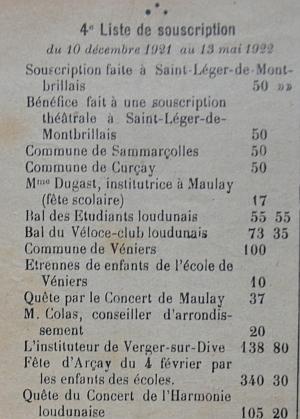 4e Liste de souscription
du 10 décembre 1921 au 13 mai 1922
Souscription faite à Saint-Léger-de-Mont-
brillais 50 »»
Bénéfice fait à une souscription
théâtrale à Saint-Léger-de-
Montbrillais 50
Commune de Sammarçolles 50
Commune de Curçay 50
Mme Dugast, institutrice à Maulay
(fête scolaire) 17
Bal des Etudiants loudunais 55 55
Bal du Véloce-club loudunais 73 35
Commune de Véniers 100
Etrennes de enfants de l'école de
Véniers 10
Quête par le Concert de Maulay 37
M. Colas, conseiller d'arrondis-
sement 20
L'instituteur de Verger-sur-Dive 138 80
Fête d'Arçay du 4 février par
les enfants des écoles. 340 30
Quête du Concert de l'Harmonie
loudunaise 105 20